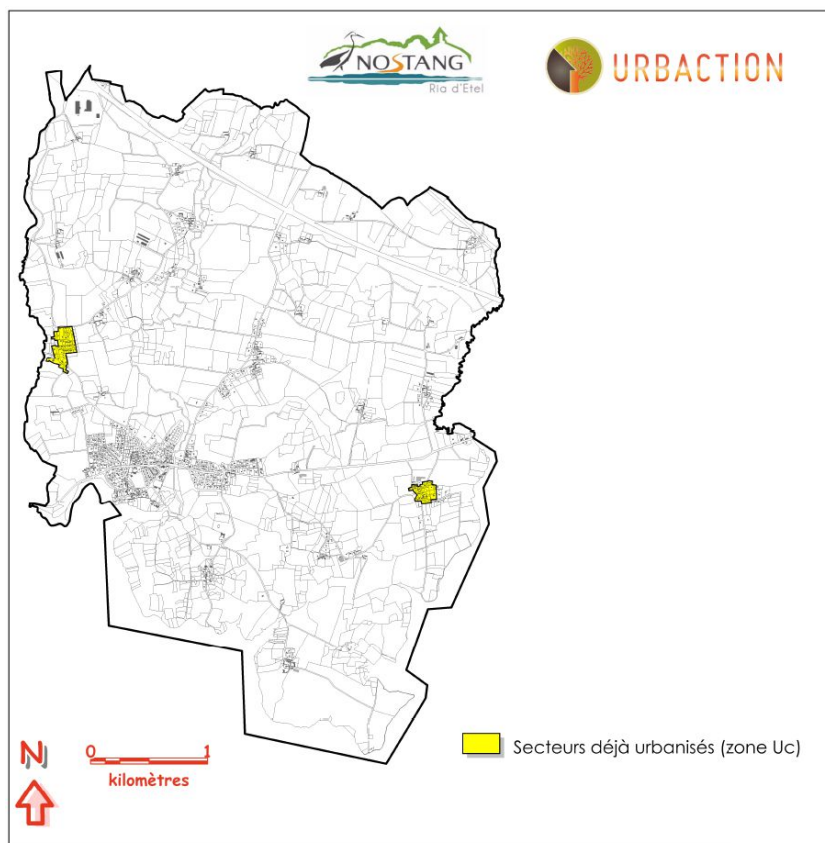 NOSTANG
Ria d'Etel
URBACTION
N
0 1
kilomètres
Secteurs déjà urbanisés (zone Uc)